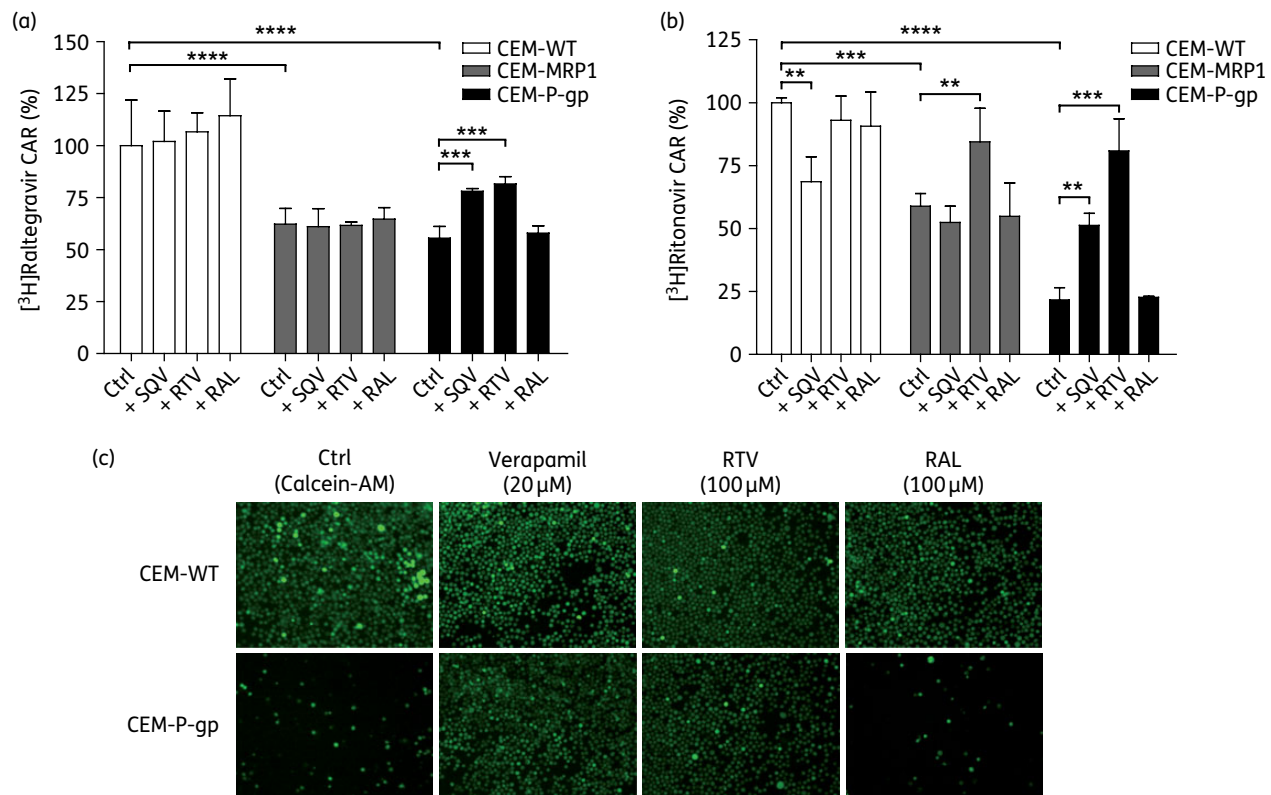 (a)
150
125
100
75
50
25
0
[³H]Raltegravir CAR (%)
****
****
***
***
CEM-WT
CEM-MRP1
CEM-P-gp
Ctrl
+ SQV
+ RTV
+ RAL
Ctrl
+ SQV
+ RTV
+ RAL
Ctrl
+ SQV
+ RTV
+ RAL
(b)
125
100
75
50
25
0
[³H]Ritonavir CAR (%)
****
***
**
**
***
**
CEM-WT
CEM-MRP1
CEM-P-gp
Ctrl
+ SQV
+ RTV
+ RAL
Ctrl
+ SQV
+ RTV
+ RAL
Ctrl
+ SQV
+ RTV
+ RAL
(c)
Ctrl
(Calcein-AM)
Verapamil
(20 µM)
RTV
(100 µM)
RAL
(100 µM)
CEM-WT
CEM-P-gp